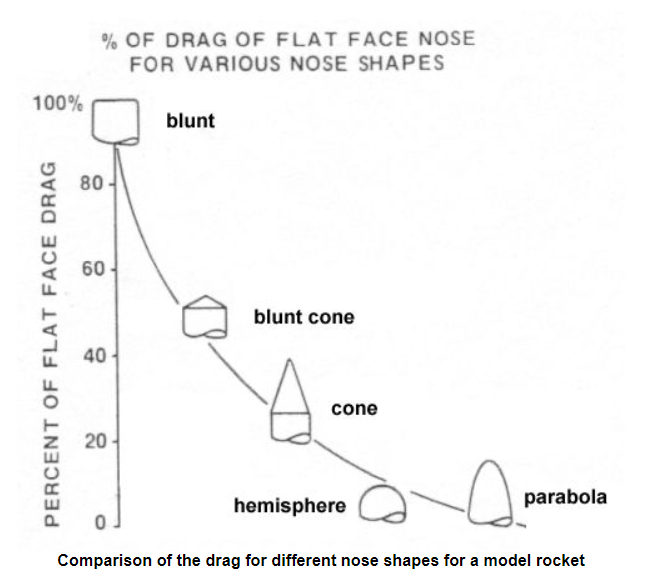 % OF DRAG OF FLAT FACE NOSE
FOR VARIOUS NOSE SHAPES
100%
blunt
80
60
blunt cone
40
cone
20
hemisphere
parabola
0
PERCENT OF FLAT FACE DRAG
Comparison of the drag for different nose shapes for a model rocket